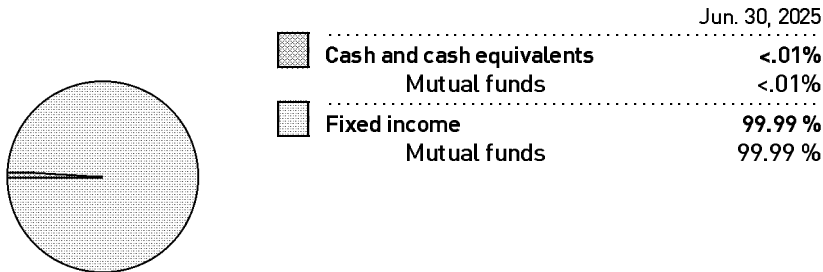 Jun. 30, 2025
Cash and cash equivalents <.01%
Mutual funds <.01%
Fixed income 99.99 %
Mutual funds 99.99 %